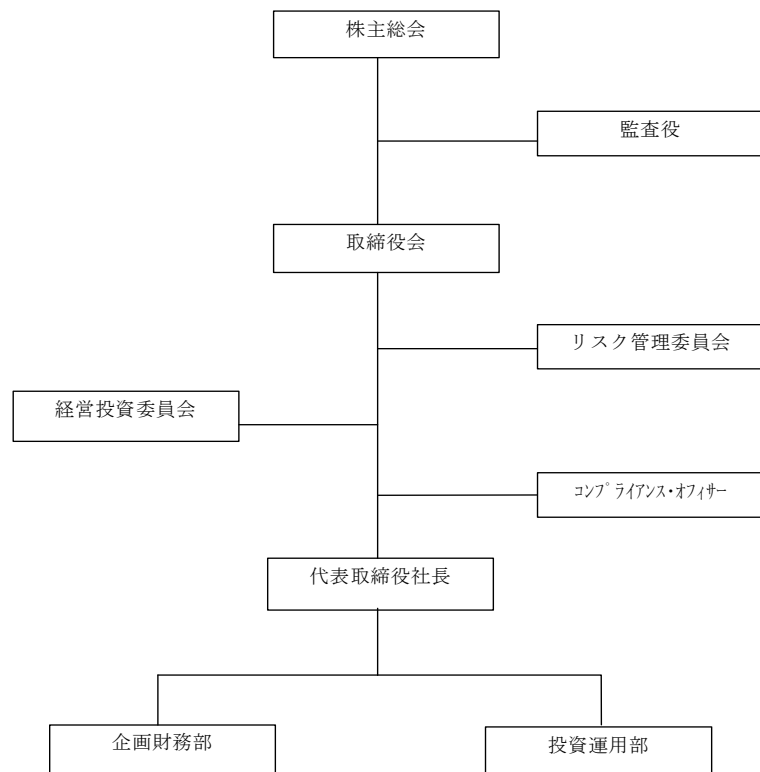 株主総会
監査役
取締役会
リスク管理委員会
経営投資委員会
コンプライアンス・オフィサー
代表取締役社長
企画財務部
投資運用部